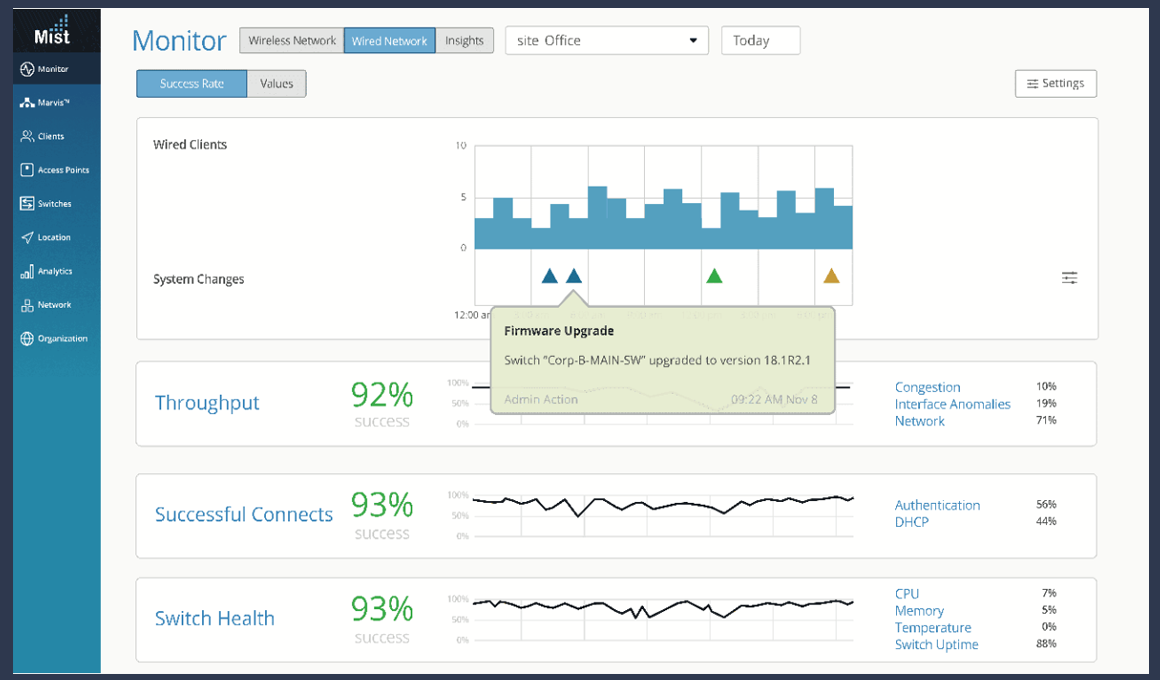 Mist
Monitor
Wireless Network
Wired Network
Insights
site Office
Today
Monitor
Marvis™
Clients
Access Points
Switches
Location
Analytics
Network
Organization
Success Rate
Values
Settings
Wired Clients
10
5
0
System Changes
12:00 am
Firmware Upgrade
Switch "Corp-B-MAIN-SW" upgraded to version 18.1R2.1
Admin Action 09:22 AM, Nov 8
Throughput
92%
success
100%
50%
0%
Congestion 10%
Interface Anomalies 19%
Network 71%
Successful Connects
93%
success
100%
50%
0%
Authentication 56%
DHCP 44%
Switch Health
93%
success
100%
50%
0%
CPU 7%
Memory 5%
Temperature 0%
Switch Uptime 88%